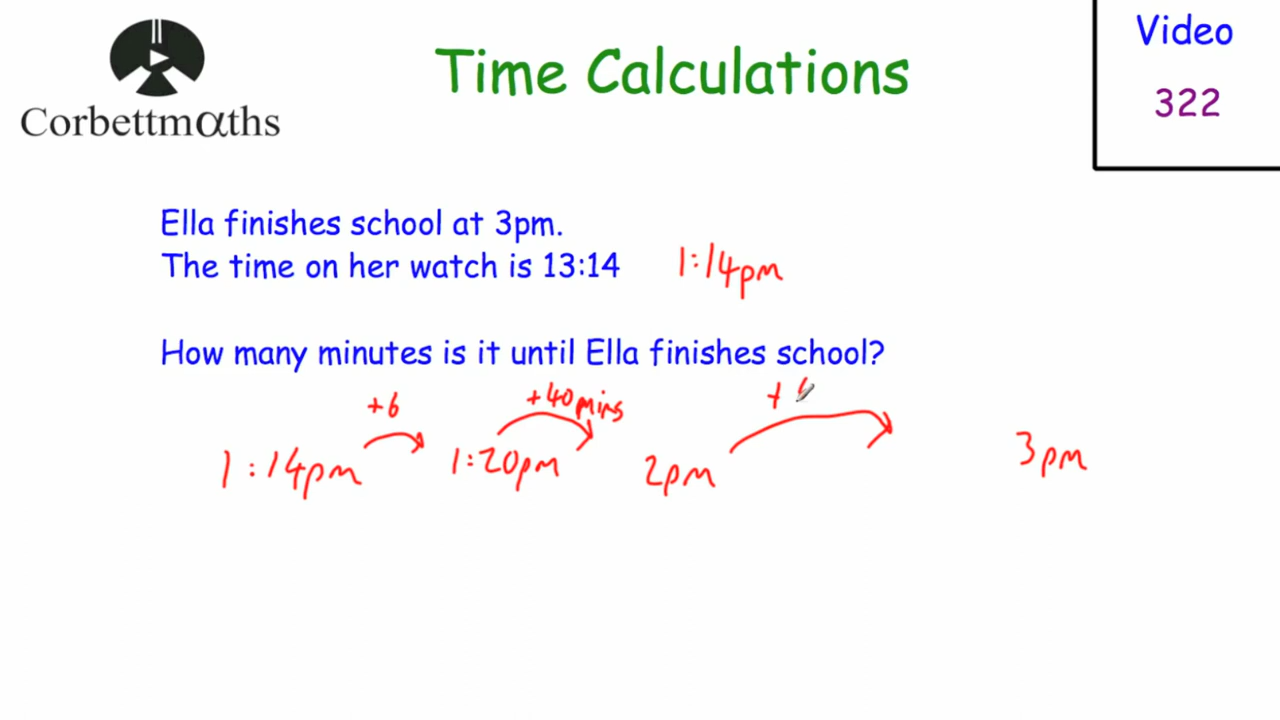 Corbettmαths
Time Calculations
Video
322
Ella finishes school at 3pm.
The time on her watch is 13:14 1:14pm
How many minutes is it until Ella finishes school?
+6 +40mins +
1:14pm 1:20pm 2pm 3pm